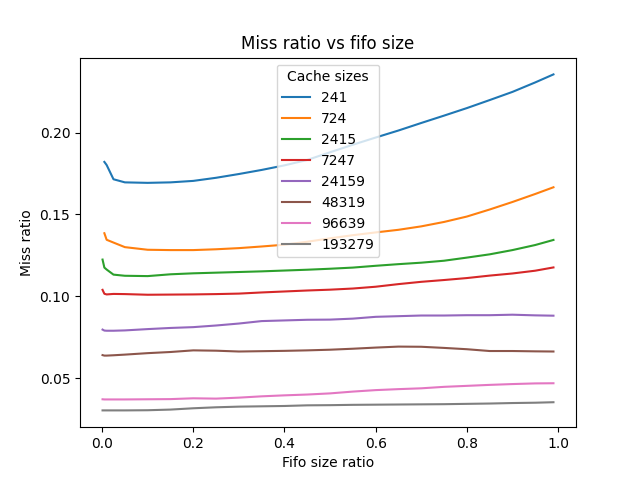 Miss ratio vs fifo size
Cache sizes
241
724
2415
7247
24159
48319
96639
193279
Miss ratio
0.20
0.15
0.10
0.05
0.0 0.2 0.4 0.6 0.8 1.0
Fifo size ratio